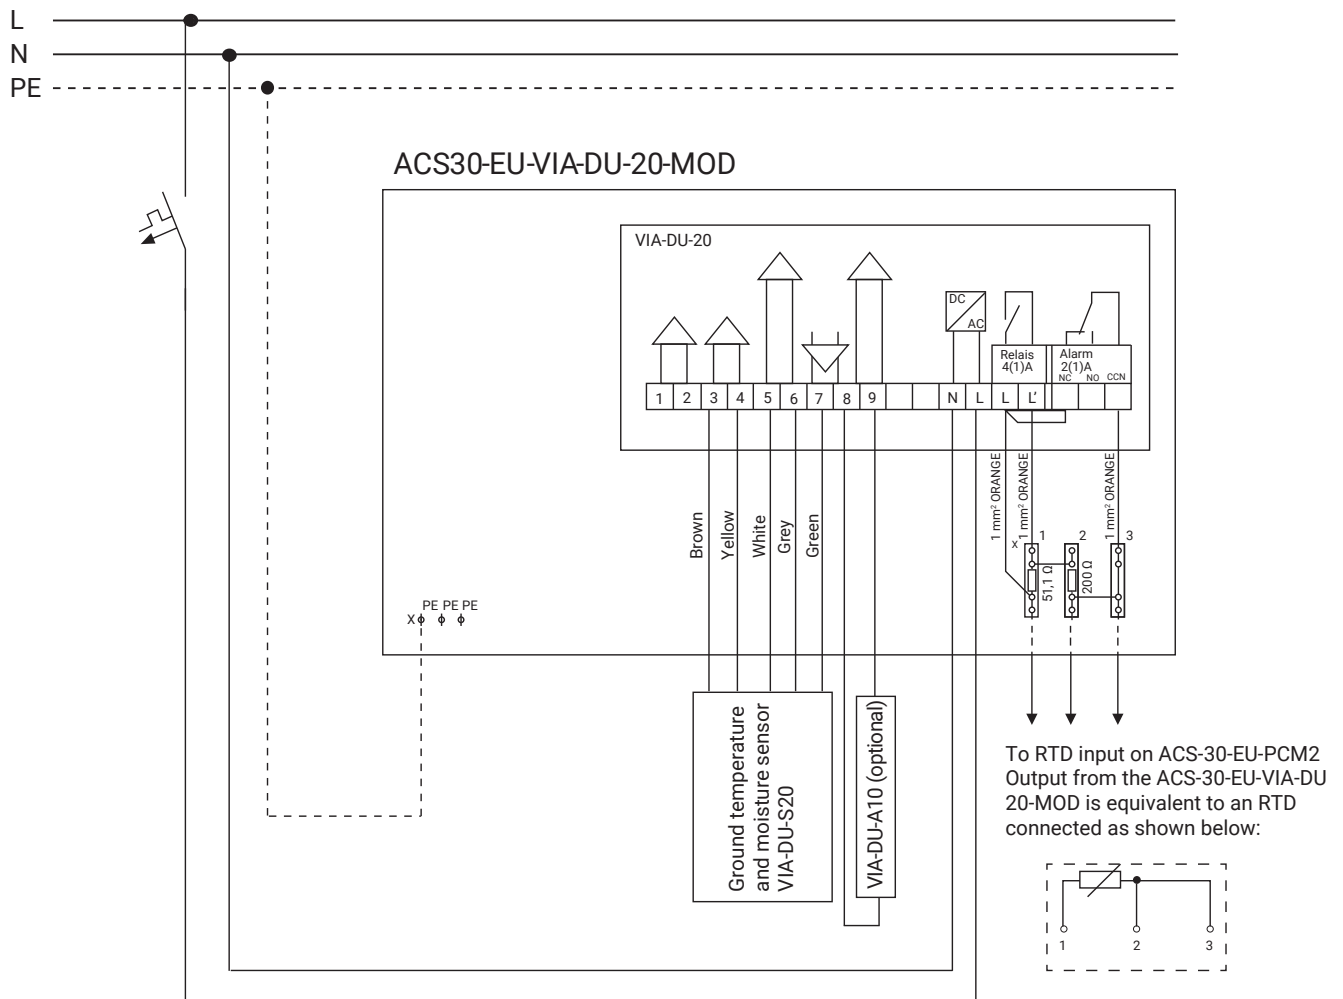 L
N
PE
ACS30-EU-VIA-DU-20-MOD
VIA-DU-20
DC
AC
Relais
4(1)A
Alarm
2(1)A
NC NO CCN
1 2 3 4 5 6 7 8 9 N L L L'
Brown
Yellow
White
Grey
Green
1 mm² ORANGE
1 mm² ORANGE
1 mm² ORANGE
X 1 2 3
51,1 Ω
200 Ω
PE PE PE
X
Ground temperature
and moisture sensor
VIA-DU-S20
VIA-DU-A10 (optional)
To RTD input on ACS-30-EU-PCM2
Output from the ACS-30-EU-VIA-DU
20-MOD is equivalent to an RTD
connected as shown below:
1 2 3